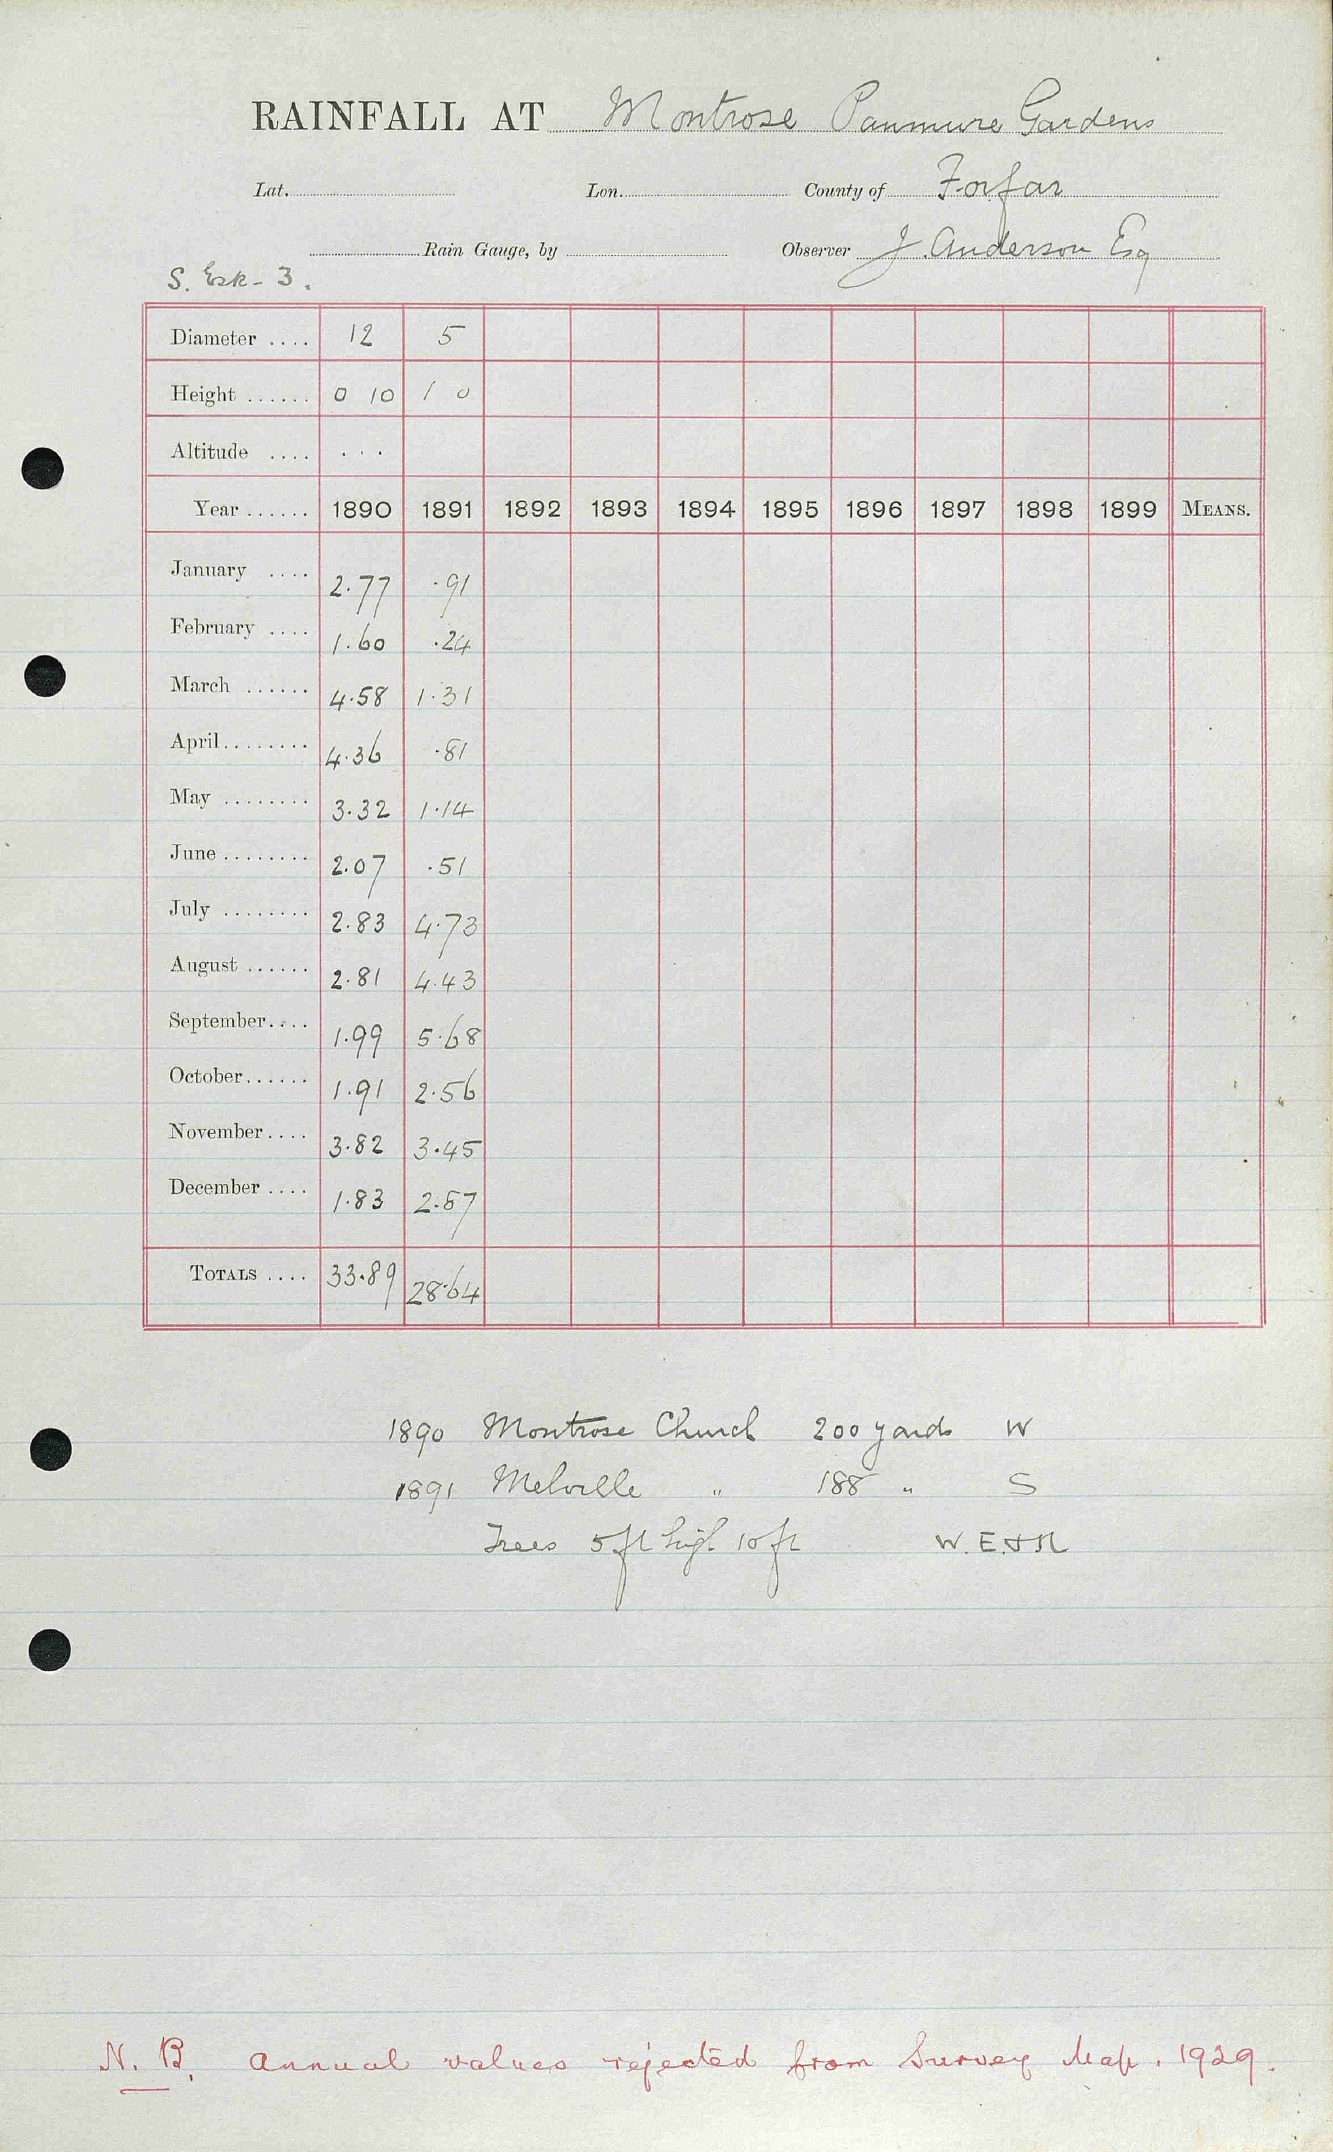 RAINFALL AT Montrose Panmure Gardens
Lat. Lon. County of Forfar
Rain Gauge, by Observer J. Anderson Esq
S. Esk - 3.
Diameter .... 12 5
Height ...... 0 10 1 0
Altitude .... ...
Year ...... 1890 1891 1892 1893 1894 1895 1896 1897 1898 1899 MEANS.
January .... 2.77 .91
February .... 1.60 .24
March ...... 4.58 1.31
April........ 4.36 .81
May ........ 3.32 1.14
June ........ 2.07 .51
July ........ 2.83 4.73
August ...... 2.81 4.43
September.... 1.99 5.68
October...... 1.91 2.56
November.... 3.82 3.45
December .... 1.83 2.87
TOTALS .... 33.89 28.64
1890 Montrose Church 200 yards W
1891 Melville " 188 " S
Trees 5 ft high 10 ft W. E. & N
N. B. Annual values rejected from Survey Map. 1929.